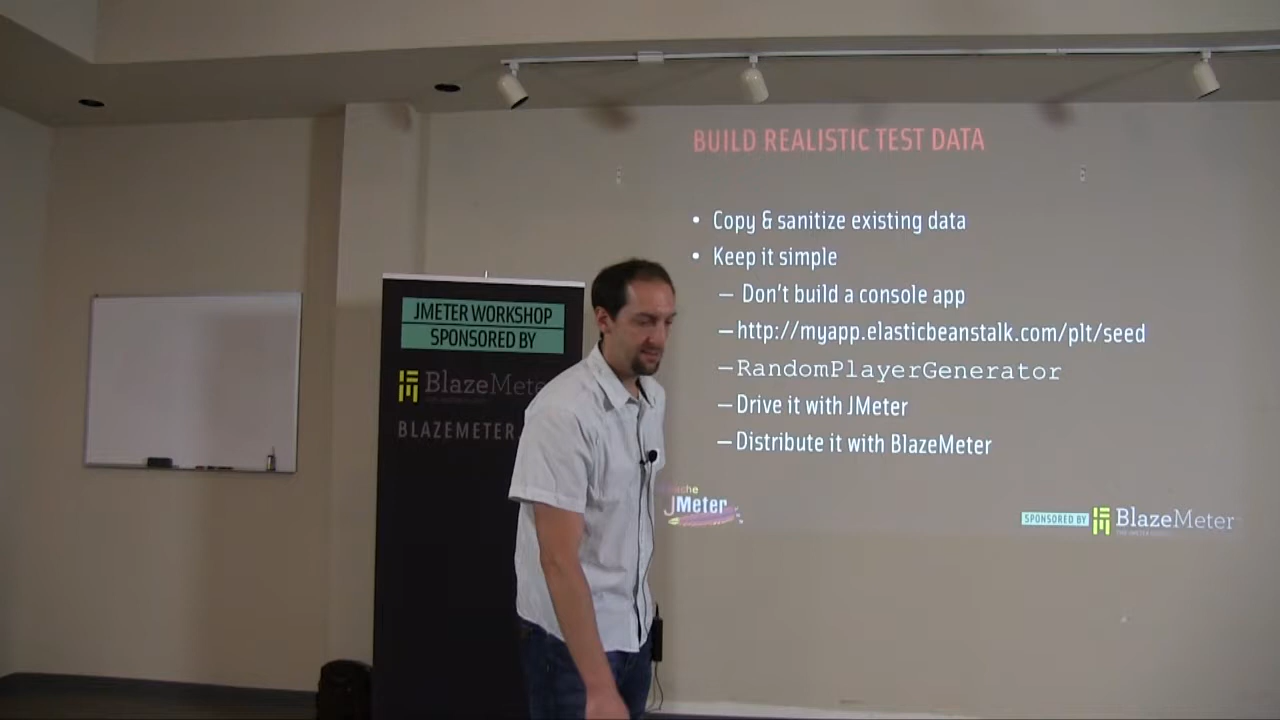 BUILD REALISTIC TEST DATA
• Copy & sanitize existing data
• Keep it simple
– Don't build a console app
– http://myapp.elasticbeanstalk.com/plt/seed
– RandomPlayerGenerator
– Drive it with JMeter
– Distribute it with BlazeMeter
JMeter
SPONSORED BY BlazeMeter
JMETER WORKSHOP
SPONSORED BY
BlazeMete
BLAZEMETER.